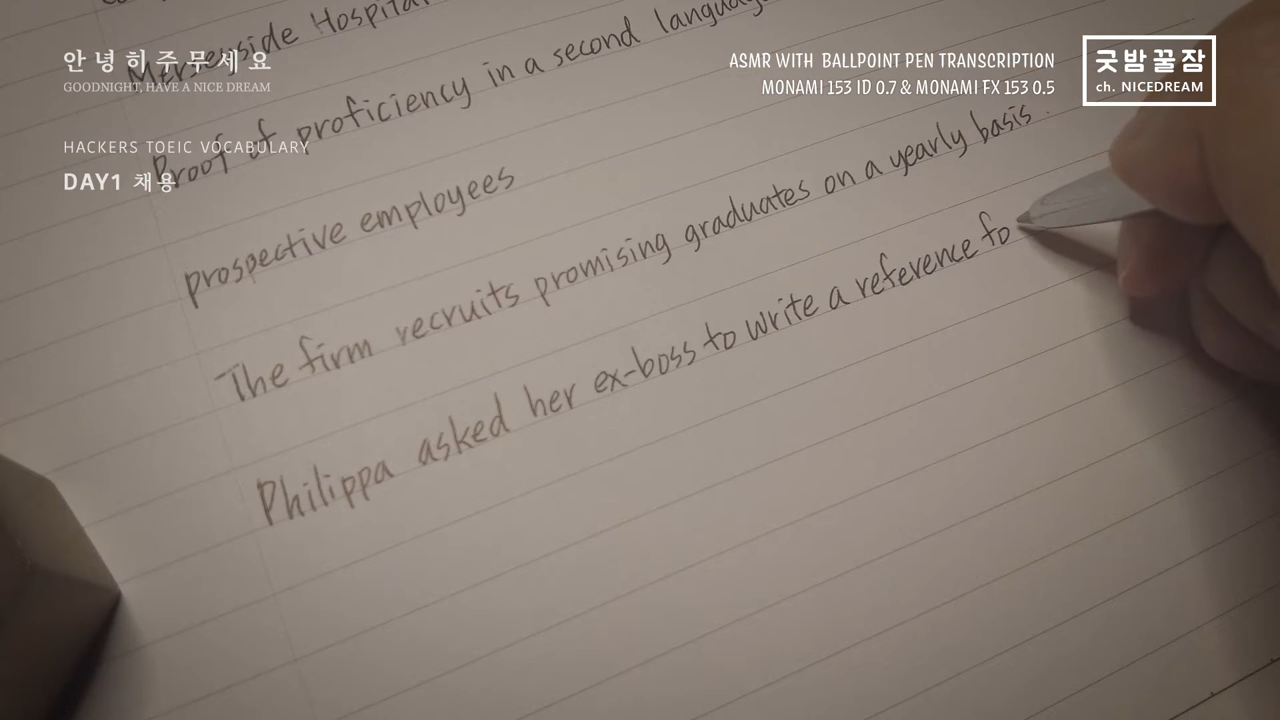 안녕히주무세요
GOODNIGHT, HAVE A NICE DREAM
HACKERS TOEIC VOCABULARY
DAY1 채용
ASMR WITH BALLPOINT PEN TRANSCRIPTION
MONAMI 153 ID 0.7 & MONAMI FX 153 0.5
굿밤꿀잠
ch. NICEDREAM
Merseyside Hospital
Proof of proficiency in a second language
prospective employees
The firm recruits promising graduates on a yearly basis.
Philippa asked her ex-boss to write a reference fo